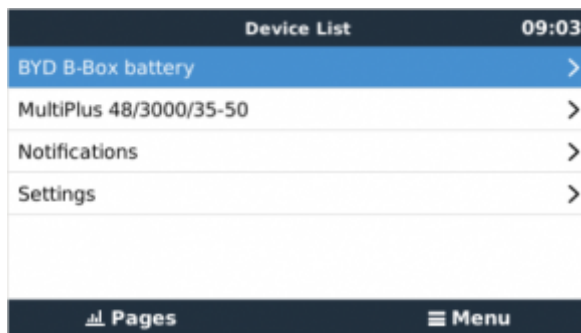 Device List 09:03
BYD B-Box battery
MultiPlus 48/3000/35-50
Notifications
Settings
Pages Menu